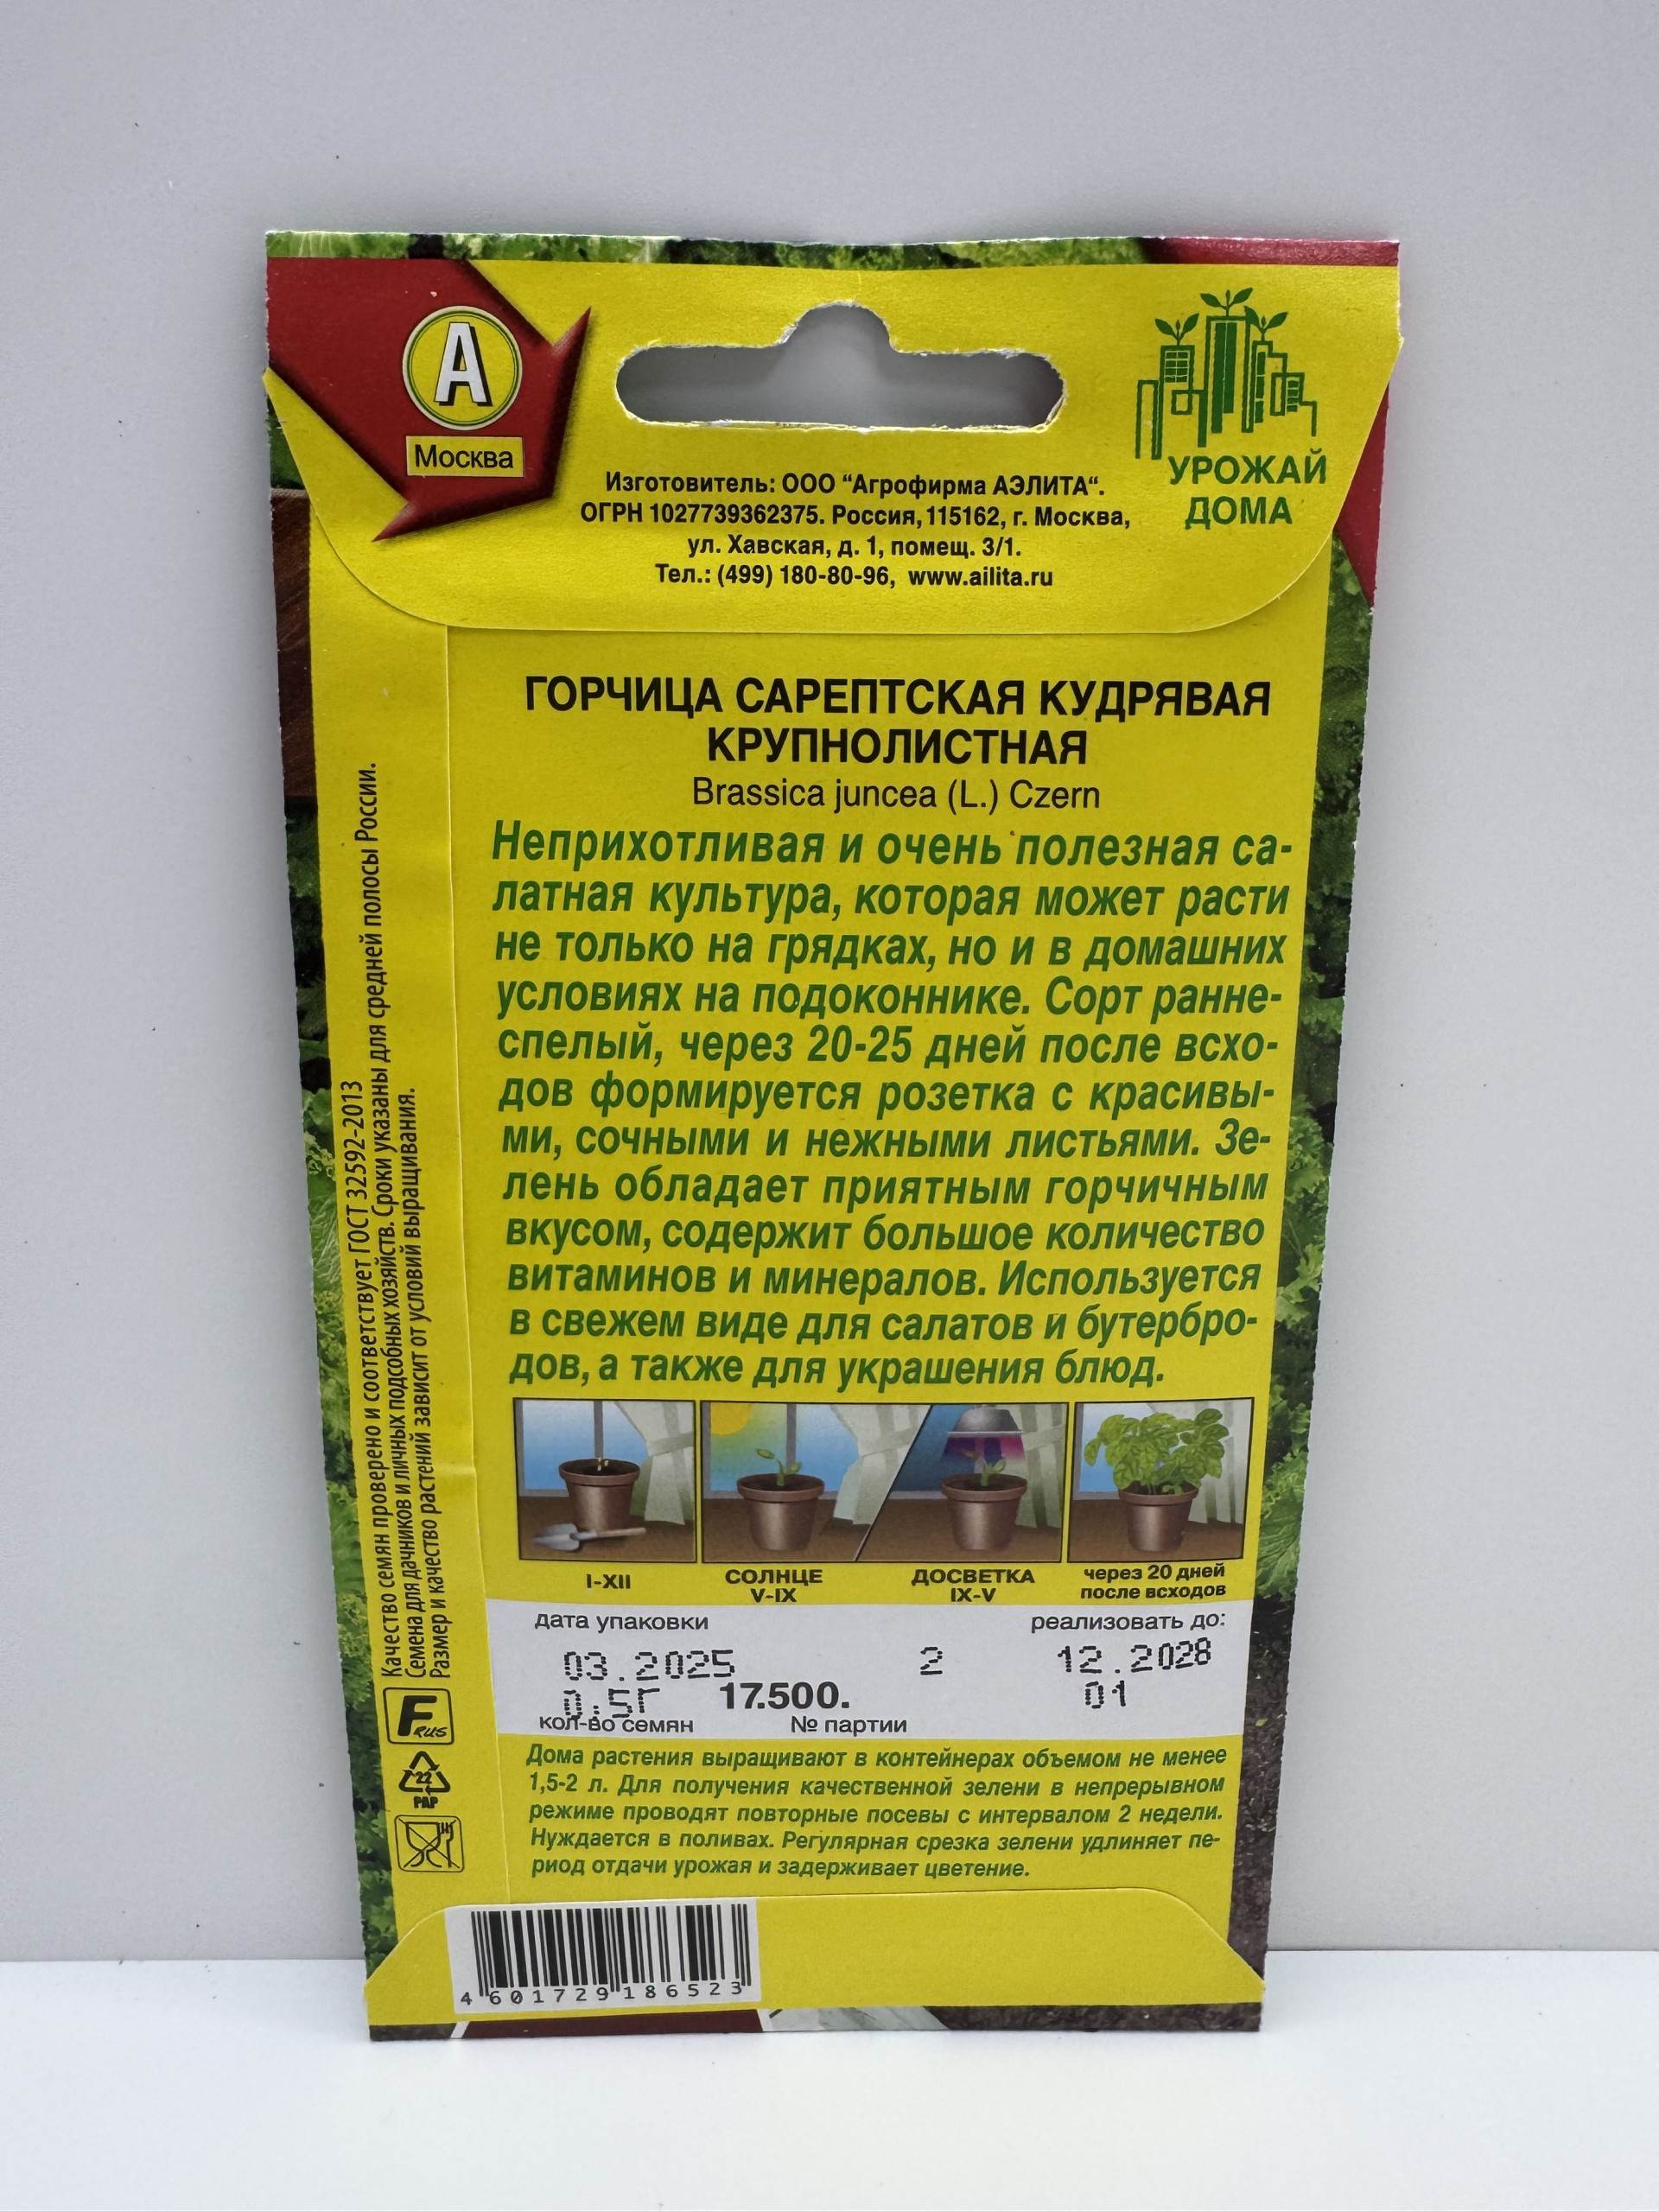 А
Москва
УРОЖАЙ
ДОМА
Изготовитель: ООО “Агрофирма АЭЛИТА“.
ОГРН 1027739362375. Россия, 115162, г. Москва,
ул. Хавская, д. 1, помещ. 3/1.
Тел.: (499) 180-80-96, www.ailita.ru
ГОРЧИЦА САРЕПТСКАЯ КУДРЯВАЯ
КРУПНОЛИСТНАЯ
Brassica juncea (L.) Czern
Неприхотливая и очень полезная са-
латная культура, которая может расти
не только на грядках, но и в домашних
условиях на подоконнике. Сорт ранне-
спелый, через 20-25 дней после всхо-
дов формируется розетка с красивы-
ми, сочными и нежными листьями. Зе-
лень обладает приятным горчичным
вкусом, содержит большое количество
витаминов и минералов. Используется
в свежем виде для салатов и бутербро-
дов, а также для украшения блюд.
I-XII
СОЛНЦЕ
V-IX
ДОСВЕТКА
IX-V
через 20 дней
после всходов
дата упаковки
реализовать до:
03.2025 2 12.2028
0,5г 17.500. 01
кол-во семян № партии
Дома растения выращивают в контейнерах объемом не менее
1,5-2 л. Для получения качественной зелени в непрерывном
режиме проводят повторные посевы с интервалом 2 недели.
Нуждается в поливах. Регулярная срезка зелени удлиняет пе-
риод отдачи урожая и задерживает цветение.
Качество семян проверено и соответствует ГОСТ 32592-2013
Семена для дачников и личных подсобных хозяйств. Сроки указаны для средней полосы России.
Размер и качество растений зависит от условий выращивания.
F RUS
22
PAP
4 601729 186523